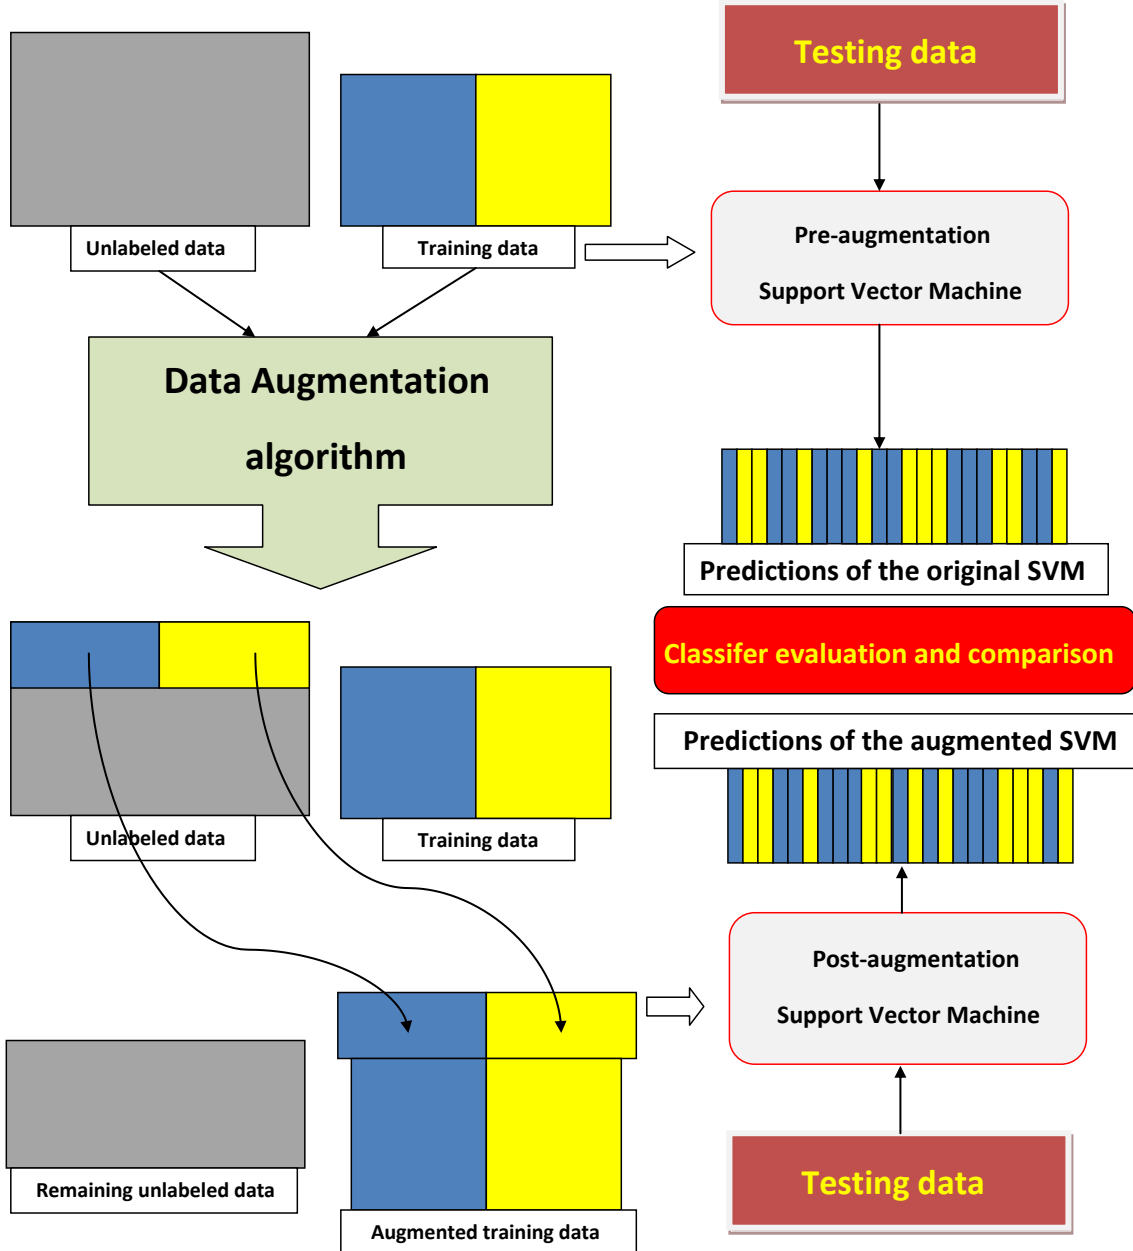 Testing data
Unlabeled data
Training data
Pre-augmentation
Support Vector Machine
Data Augmentation
algorithm
Predictions of the original SVM
Classifer evaluation and comparison
Predictions of the augmented SVM
Unlabeled data
Training data
Post-augmentation
Support Vector Machine
Remaining unlabeled data
Augmented training data
Testing data